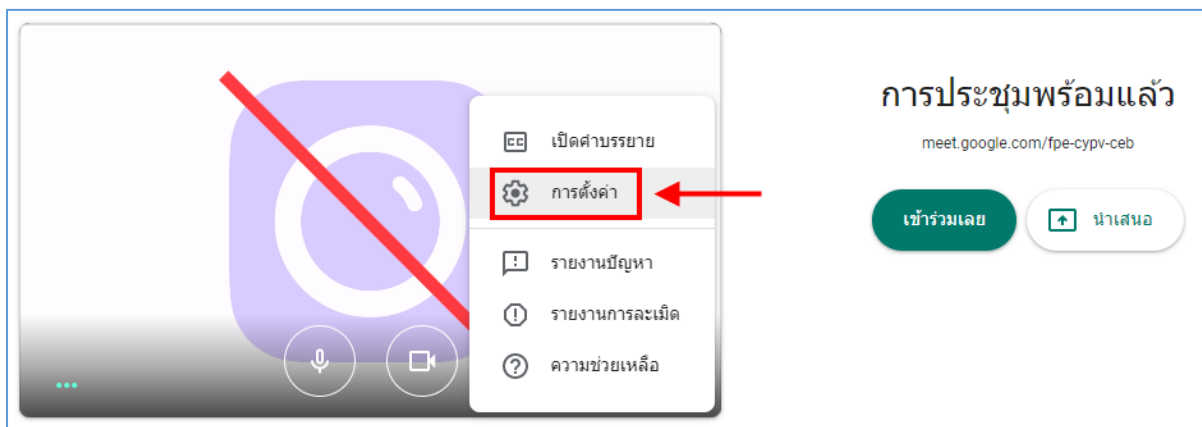 เปิดคำบรรยาย
การตั้งค่า
รายงานปัญหา
รายงานการละเมิด
ความช่วยเหลือ
การประชุมพร้อมแล้ว
meet.google.com/fpe-cypv-ceb
เข้าร่วมเลย
นำเสนอ